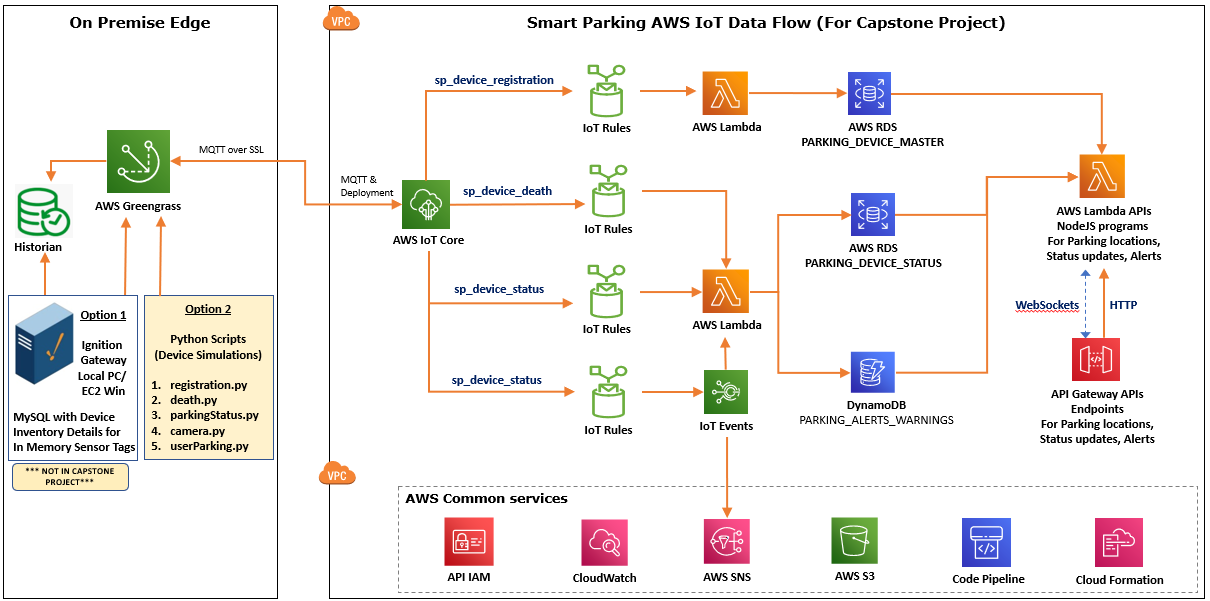 On Premise Edge
AWS Greengrass
Historian
MQTT over SSL
Option 1
Ignition
Gateway
Local PC/
EC2 Win
MySQL with Device
Inventory Details for
In Memory Sensor Tags
*** NOT IN CAPSTONE
PROJECT***
Option 2
Python Scripts
(Device Simulations)
1. registration.py
2. death.py
3. parkingStatus.py
4. camera.py
5. userParking.py
VPC
Smart Parking AWS IoT Data Flow (For Capstone Project)
MQTT &
Deployment
AWS IoT Core
sp_device_registration
IoT Rules
AWS Lambda
AWS RDS
PARKING_DEVICE_MASTER
sp_device_death
IoT Rules
AWS RDS
PARKING_DEVICE_STATUS
sp_device_status
IoT Rules
AWS Lambda
sp_device_status
IoT Rules
IoT Events
DynamoDB
PARKING_ALERTS_WARNINGS
AWS Lambda APIs
NodeJS programs
For Parking locations,
Status updates, Alerts
WebSockets
HTTP
API Gateway APIs
Endpoints
For Parking locations,
Status updates, Alerts
VPC
AWS Common services
API IAM
CloudWatch
AWS SNS
AWS S3
Code Pipeline
Cloud Formation